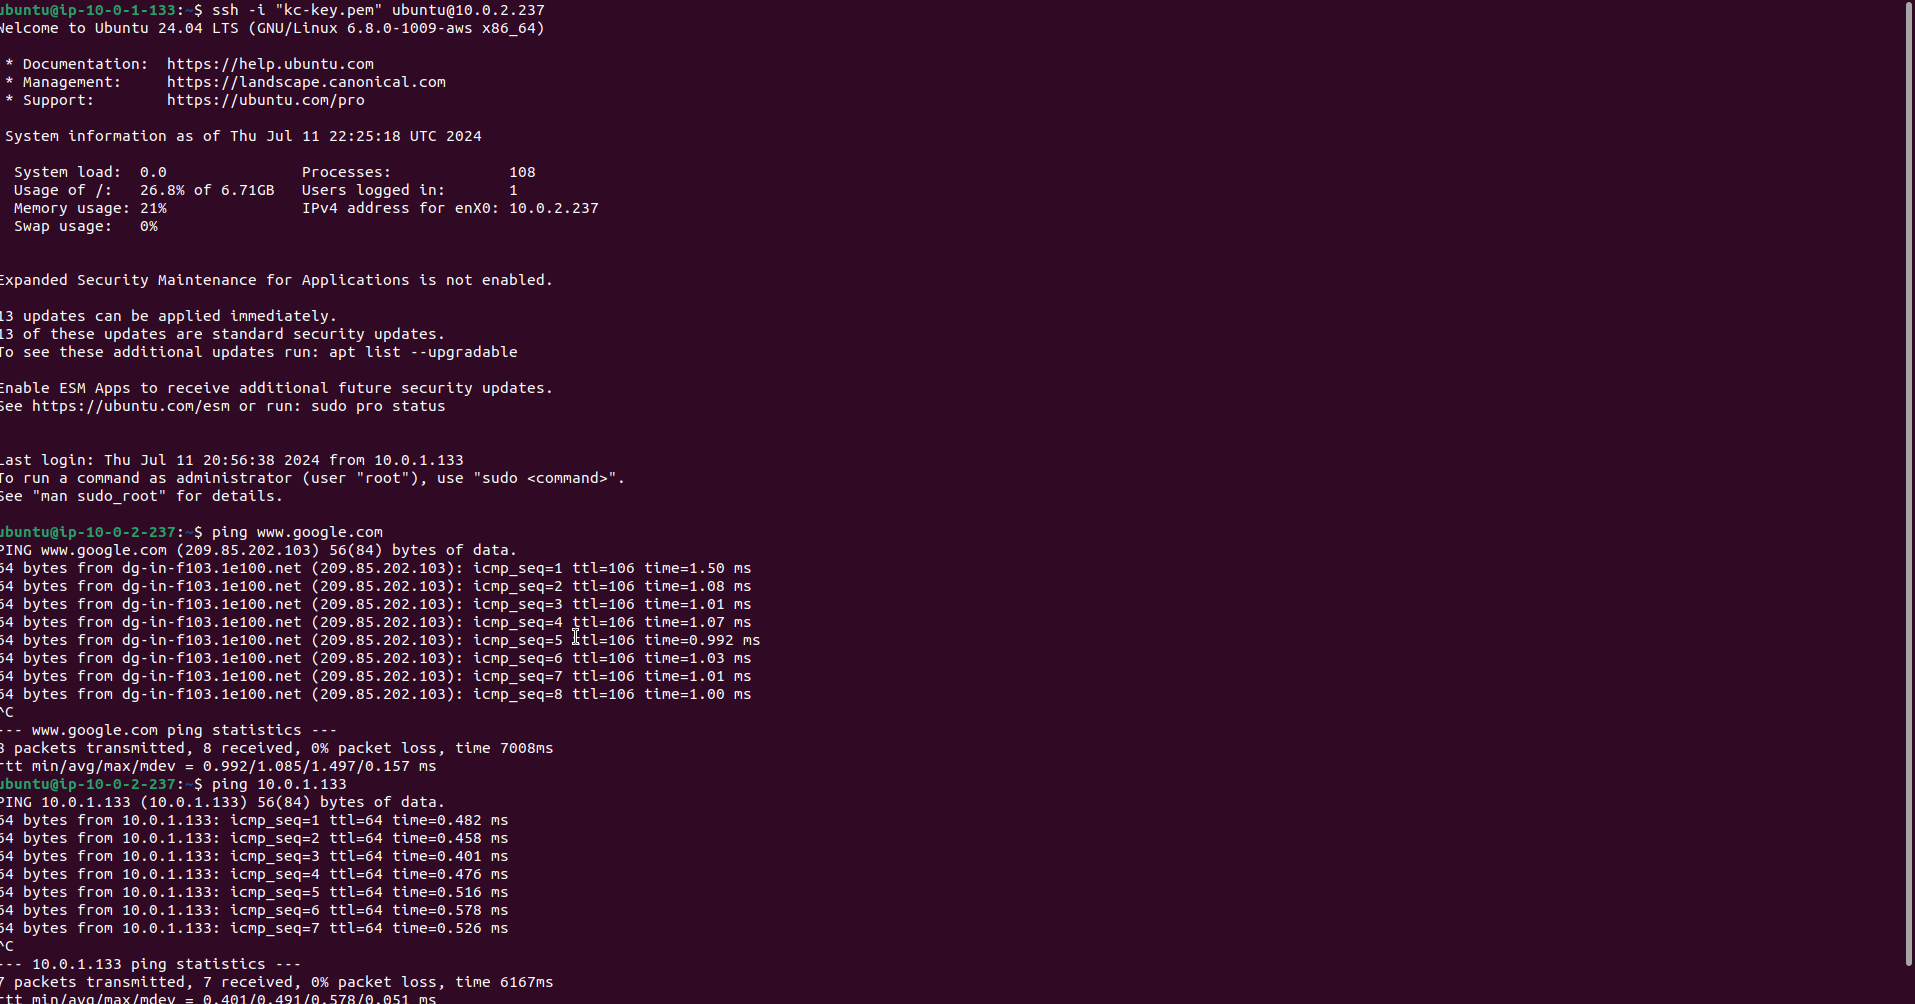 ubuntu@ip-10-0-1-133:~$ ssh -i "kc-key.pem" ubuntu@10.0.2.237
Welcome to Ubuntu 24.04 LTS (GNU/Linux 6.8.0-1009-aws x86_64)
* Documentation: https://help.ubuntu.com
* Management: https://landscape.canonical.com
* Support: https://ubuntu.com/pro
System information as of Thu Jul 11 22:25:18 UTC 2024
System load: 0.0 Processes: 108
Usage of /: 26.8% of 6.71GB Users logged in: 1
Memory usage: 21% IPv4 address for enX0: 10.0.2.237
Swap usage: 0%
Expanded Security Maintenance for Applications is not enabled.
13 updates can be applied immediately.
13 of these updates are standard security updates.
To see these additional updates run: apt list --upgradable
Enable ESM Apps to receive additional future security updates.
See https://ubuntu.com/esm or run: sudo pro status
Last login: Thu Jul 11 20:56:38 2024 from 10.0.1.133
To run a command as administrator (user "root"), use "sudo <command>".
See "man sudo_root" for details.
ubuntu@ip-10-0-2-237:~$ ping www.google.com
PING www.google.com (209.85.202.103) 56(84) bytes of data.
64 bytes from dg-in-f103.1e100.net (209.85.202.103): icmp_seq=1 ttl=106 time=1.50 ms
64 bytes from dg-in-f103.1e100.net (209.85.202.103): icmp_seq=2 ttl=106 time=1.08 ms
64 bytes from dg-in-f103.1e100.net (209.85.202.103): icmp_seq=3 ttl=106 time=1.01 ms
64 bytes from dg-in-f103.1e100.net (209.85.202.103): icmp_seq=4 ttl=106 time=1.07 ms
64 bytes from dg-in-f103.1e100.net (209.85.202.103): icmp_seq=5 ttl=106 time=0.992 ms
64 bytes from dg-in-f103.1e100.net (209.85.202.103): icmp_seq=6 ttl=106 time=1.03 ms
64 bytes from dg-in-f103.1e100.net (209.85.202.103): icmp_seq=7 ttl=106 time=1.01 ms
64 bytes from dg-in-f103.1e100.net (209.85.202.103): icmp_seq=8 ttl=106 time=1.00 ms
^C
--- www.google.com ping statistics ---
8 packets transmitted, 8 received, 0% packet loss, time 7008ms
rtt min/avg/max/mdev = 0.992/1.085/1.497/0.157 ms
ubuntu@ip-10-0-2-237:~$ ping 10.0.1.133
PING 10.0.1.133 (10.0.1.133) 56(84) bytes of data.
64 bytes from 10.0.1.133: icmp_seq=1 ttl=64 time=0.482 ms
64 bytes from 10.0.1.133: icmp_seq=2 ttl=64 time=0.458 ms
64 bytes from 10.0.1.133: icmp_seq=3 ttl=64 time=0.401 ms
64 bytes from 10.0.1.133: icmp_seq=4 ttl=64 time=0.476 ms
64 bytes from 10.0.1.133: icmp_seq=5 ttl=64 time=0.516 ms
64 bytes from 10.0.1.133: icmp_seq=6 ttl=64 time=0.578 ms
64 bytes from 10.0.1.133: icmp_seq=7 ttl=64 time=0.526 ms
^C
--- 10.0.1.133 ping statistics ---
7 packets transmitted, 7 received, 0% packet loss, time 6167ms
rtt min/avg/max/mdev = 0.401/0.491/0.578/0.051 ms